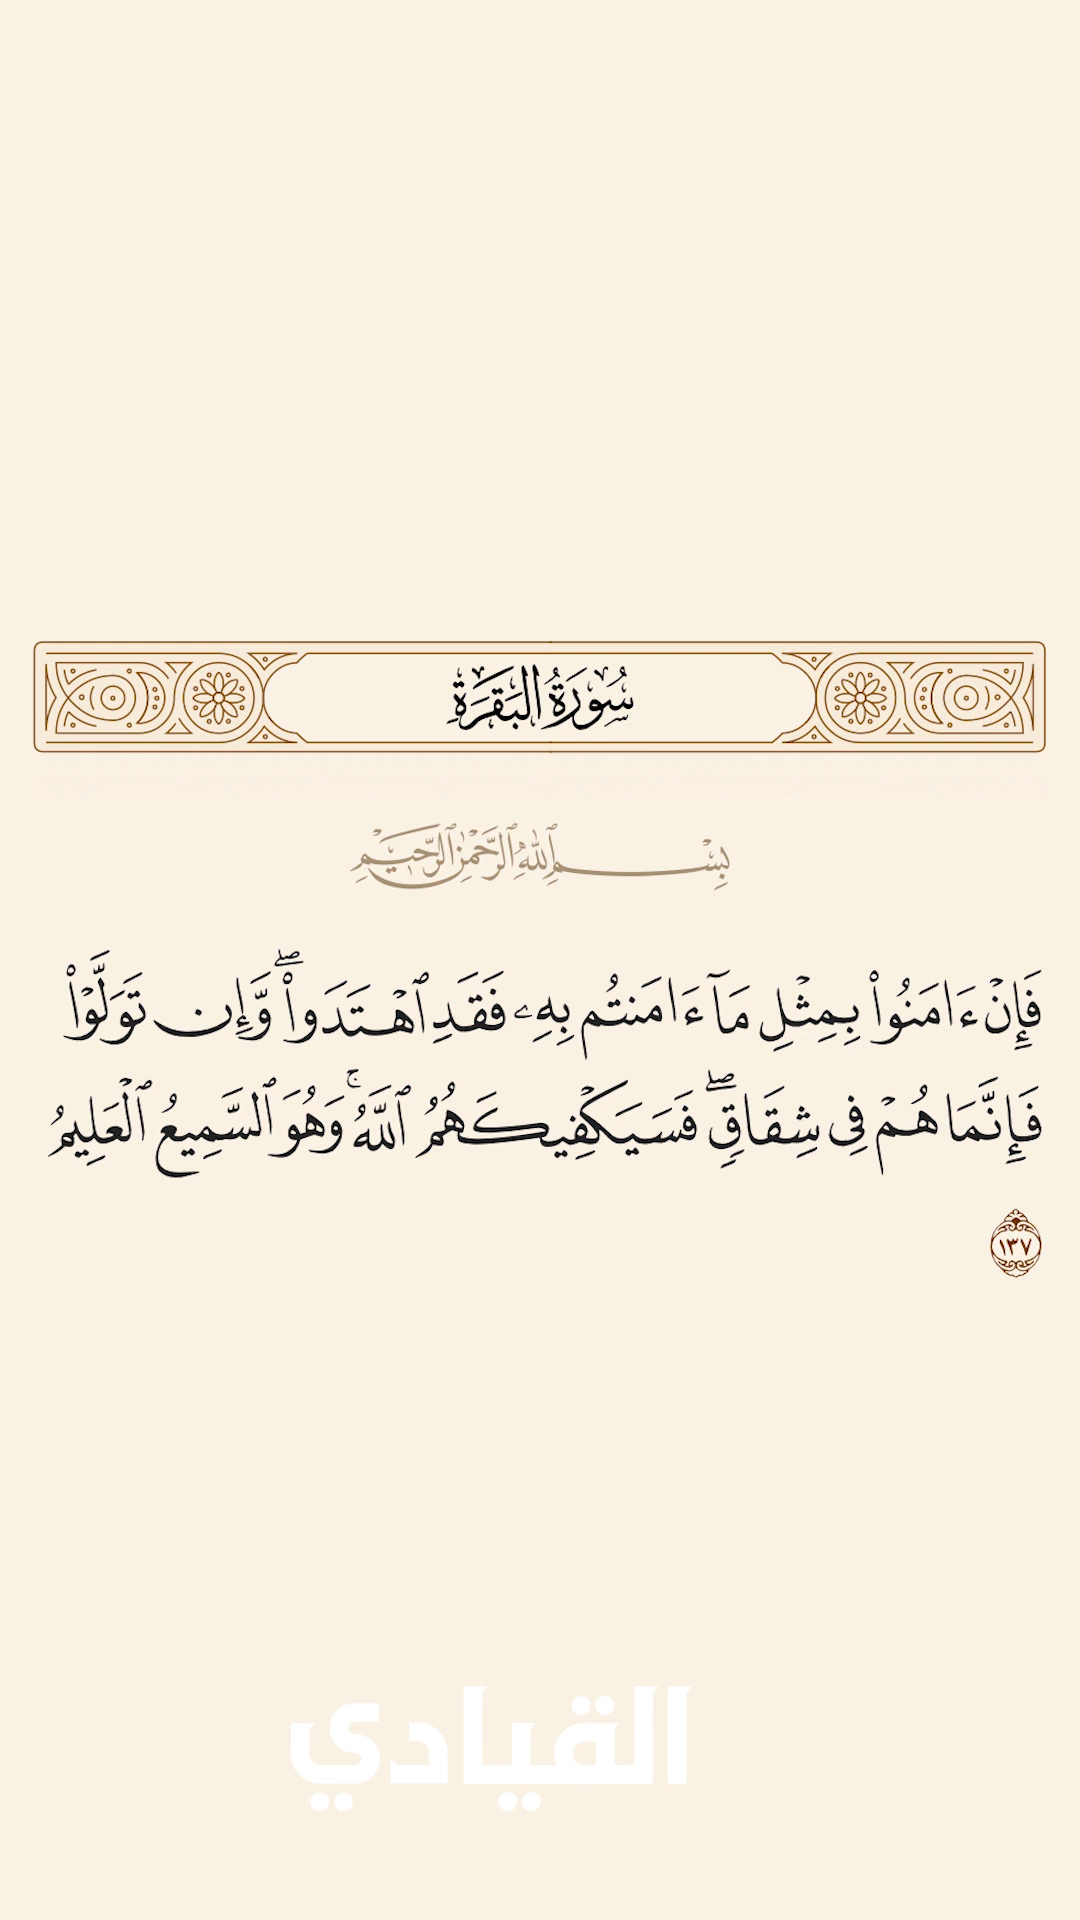 سُورَةُ البَقَرَةِ
بِسْمِ ٱللَّهِ ٱلرَّحْمَٰنِ ٱلرَّحِيمِ
فَإِنْ ءَامَنُوا۟ بِمِثْلِ مَآ ءَامَنتُم بِهِۦ فَقَدِ ٱهْتَدَوا۟ ۖ وَّإِن تَوَلَّوْا۟
فَإِنَّمَا هُمْ فِى شِقَاقٍ ۖ فَسَيَكْفِيكَهُمُ ٱللَّهُ ۚ وَهُوَ ٱلسَّمِيعُ ٱلْعَلِيمُ
١٣٧
القيادي